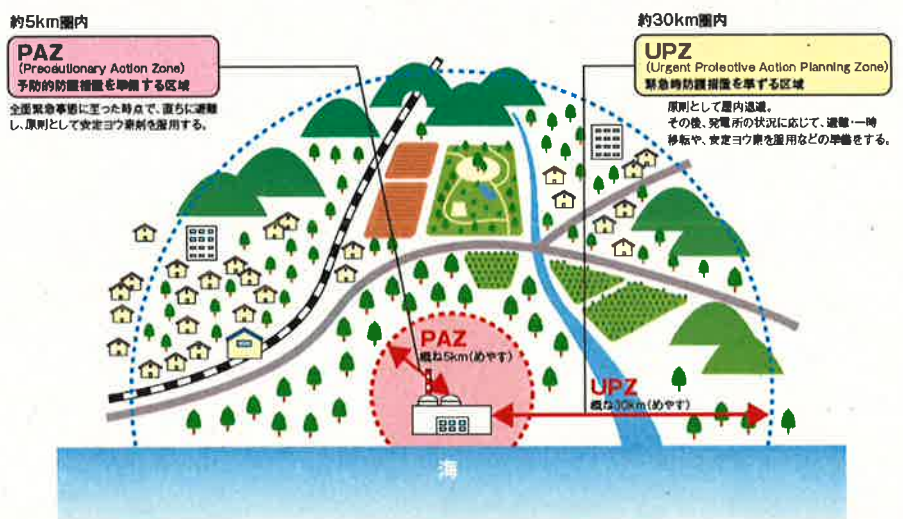 約5km圏内
PAZ
(Precautionary Action Zone)
予防的防護措置を準備する区域
全面緊急事態に至った時点で、直ちに避難
し、原則として安定ヨウ素剤を服用する。
約30km圏内
UPZ
(Urgent Protective Action Planning Zone)
緊急時防護措置を準ずる区域
原則として屋内退避。
その後、発電所の状況に応じて、避難・一時
移転や、安定ヨウ素を服用などの準備をする。
PAZ
概ね5km(めやす)
UPZ
概ね30km(めやす)
海